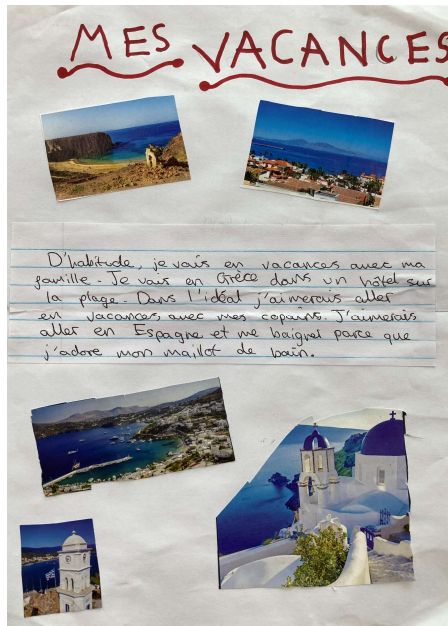 MES VACANCES
D'habitude, je vais en vacances avec ma
famille. Je vais en Grèce dans un hôtel sur
la plage. Dans l'idéal j'aimerais aller
en vacances avec mes copains. J'aimerais
aller en Espagne et me baigner parce que
j'adore mon maillot de bain.